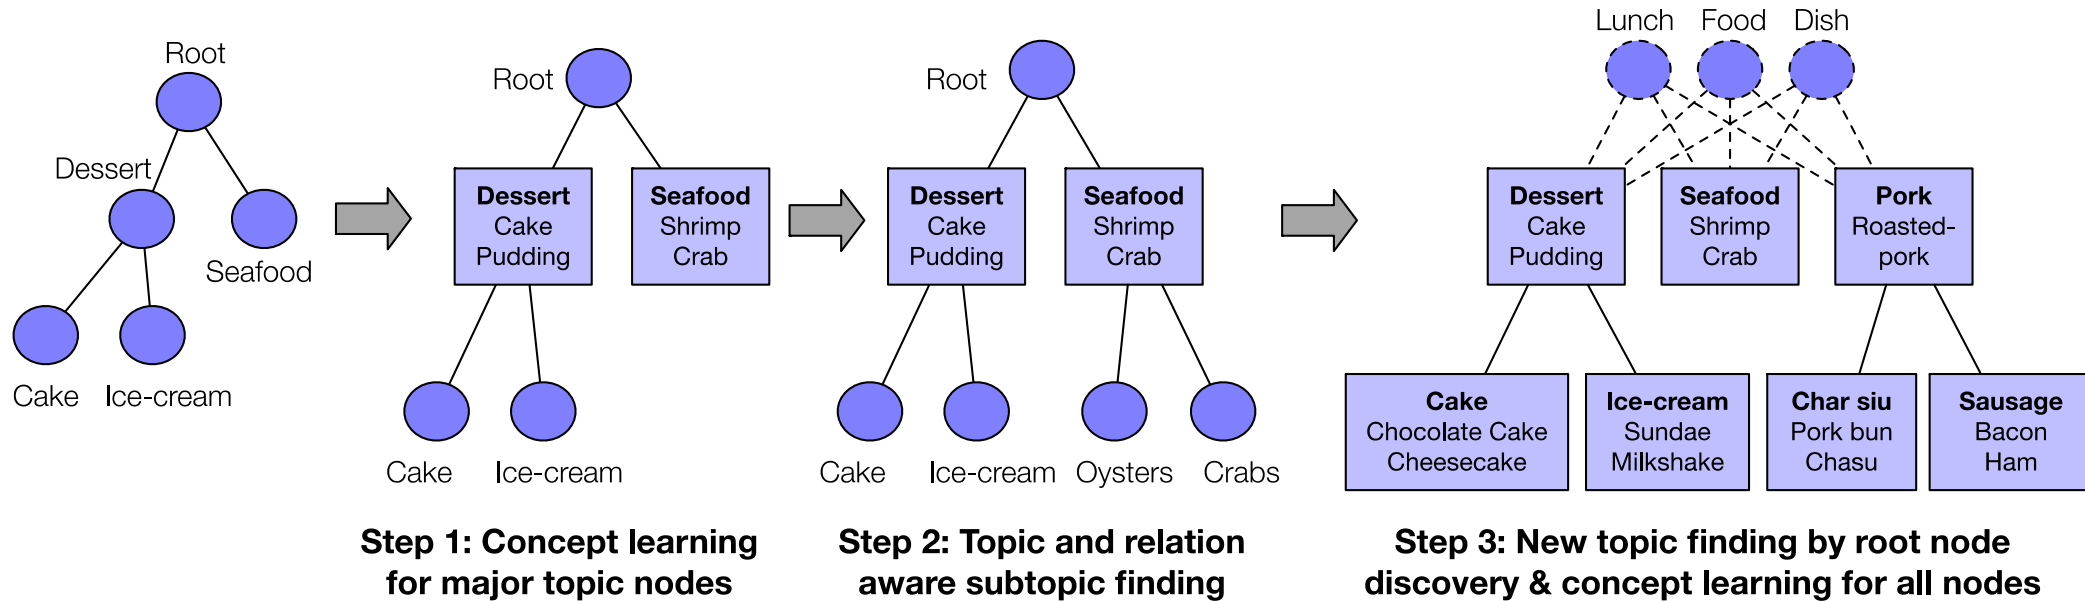 Root
Dessert
Seafood
Cake
Ice-cream
Root
Dessert
Cake
Pudding
Seafood
Shrimp
Crab
Cake
Ice-cream
Step 1: Concept learning
for major topic nodes
Root
Dessert
Cake
Pudding
Seafood
Shrimp
Crab
Cake
Ice-cream
Oysters
Crabs
Step 2: Topic and relation
aware subtopic finding
Lunch
Food
Dish
Dessert
Cake
Pudding
Seafood
Shrimp
Crab
Pork
Roasted-
pork
Cake
Chocolate Cake
Cheesecake
Ice-cream
Sundae
Milkshake
Char siu
Pork bun
Chasu
Sausage
Bacon
Ham
Step 3: New topic finding by root node
discovery & concept learning for all nodes